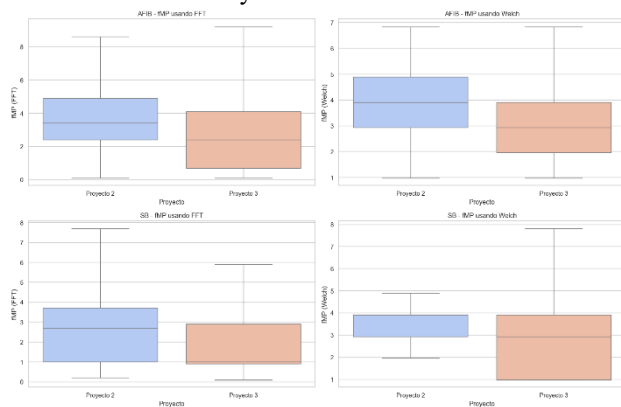 y
AFIB - fMP usando FFT
8
6
4
2
0
fMP (FFT)
Proyecto 2
Proyecto 3
Proyecto
AFIB - fMP usando Welch
7
6
5
4
3
2
1
fMP (Welch)
Proyecto 2
Proyecto 3
Proyecto
SB - fMP usando FFT
8
7
6
5
4
3
2
1
0
fMP (FFT)
Proyecto 2
Proyecto 3
Proyecto
SB - fMP usando Welch
8
7
6
5
4
3
2
1
fMP (Welch)
Proyecto 2
Proyecto 3
Proyecto